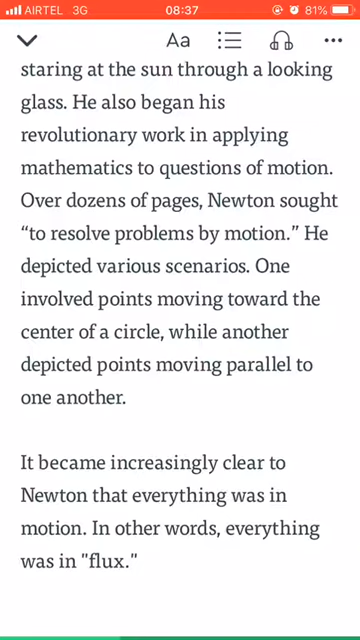 AIRTEL 3G 08:37 81%
Aa
staring at the sun through a looking
glass. He also began his
revolutionary work in applying
mathematics to questions of motion.
Over dozens of pages, Newton sought
“to resolve problems by motion.” He
depicted various scenarios. One
involved points moving toward the
center of a circle, while another
depicted points moving parallel to
one another.
It became increasingly clear to
Newton that everything was in
motion. In other words, everything
was in "flux."